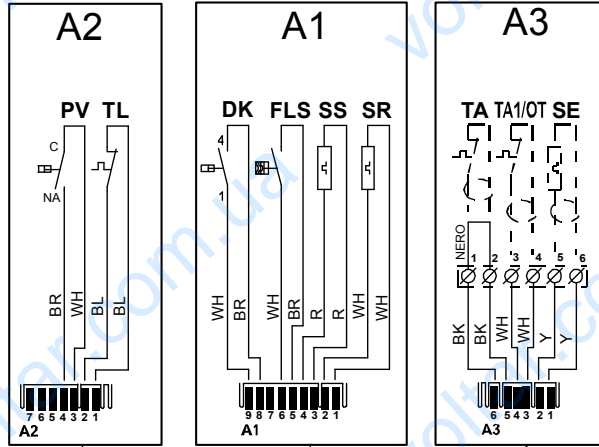 A2
PV TL
C
NA
BR
WH
BL
BL
7 6 5 4 3 2 1
A2
A1
DK FLS SS SR
4
1
WH
BR
WH
BR
R
R
WH
WH
9 8 7 6 5 4 3 2 1
A1
A3
TA TA1/OT SE
NERO
1 2 3 4 5 6
BK
BK
WH
WH
Y
Y
6 5 4 3 2 1
A3
voltar.com.ua